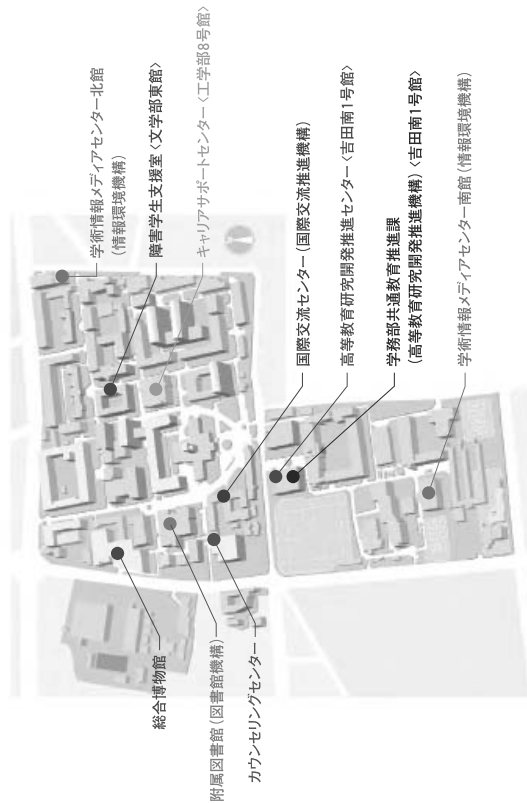 学術情報メディアセンター北館
（情報環境機構）
障害学生支援室〈文学部東館〉
キャリアサポートセンター〈工学部8号館〉
国際交流センター（国際交流推進機構）
高等教育研究開発推進センター〈吉田南1号館〉
学務部共通教育推進課
（高等教育研究開発推進機構）〈吉田南1号館〉
学術情報メディアセンター南館（情報環境機構）
総合博物館
附属図書館（図書館機構）
カウンセリングセンター